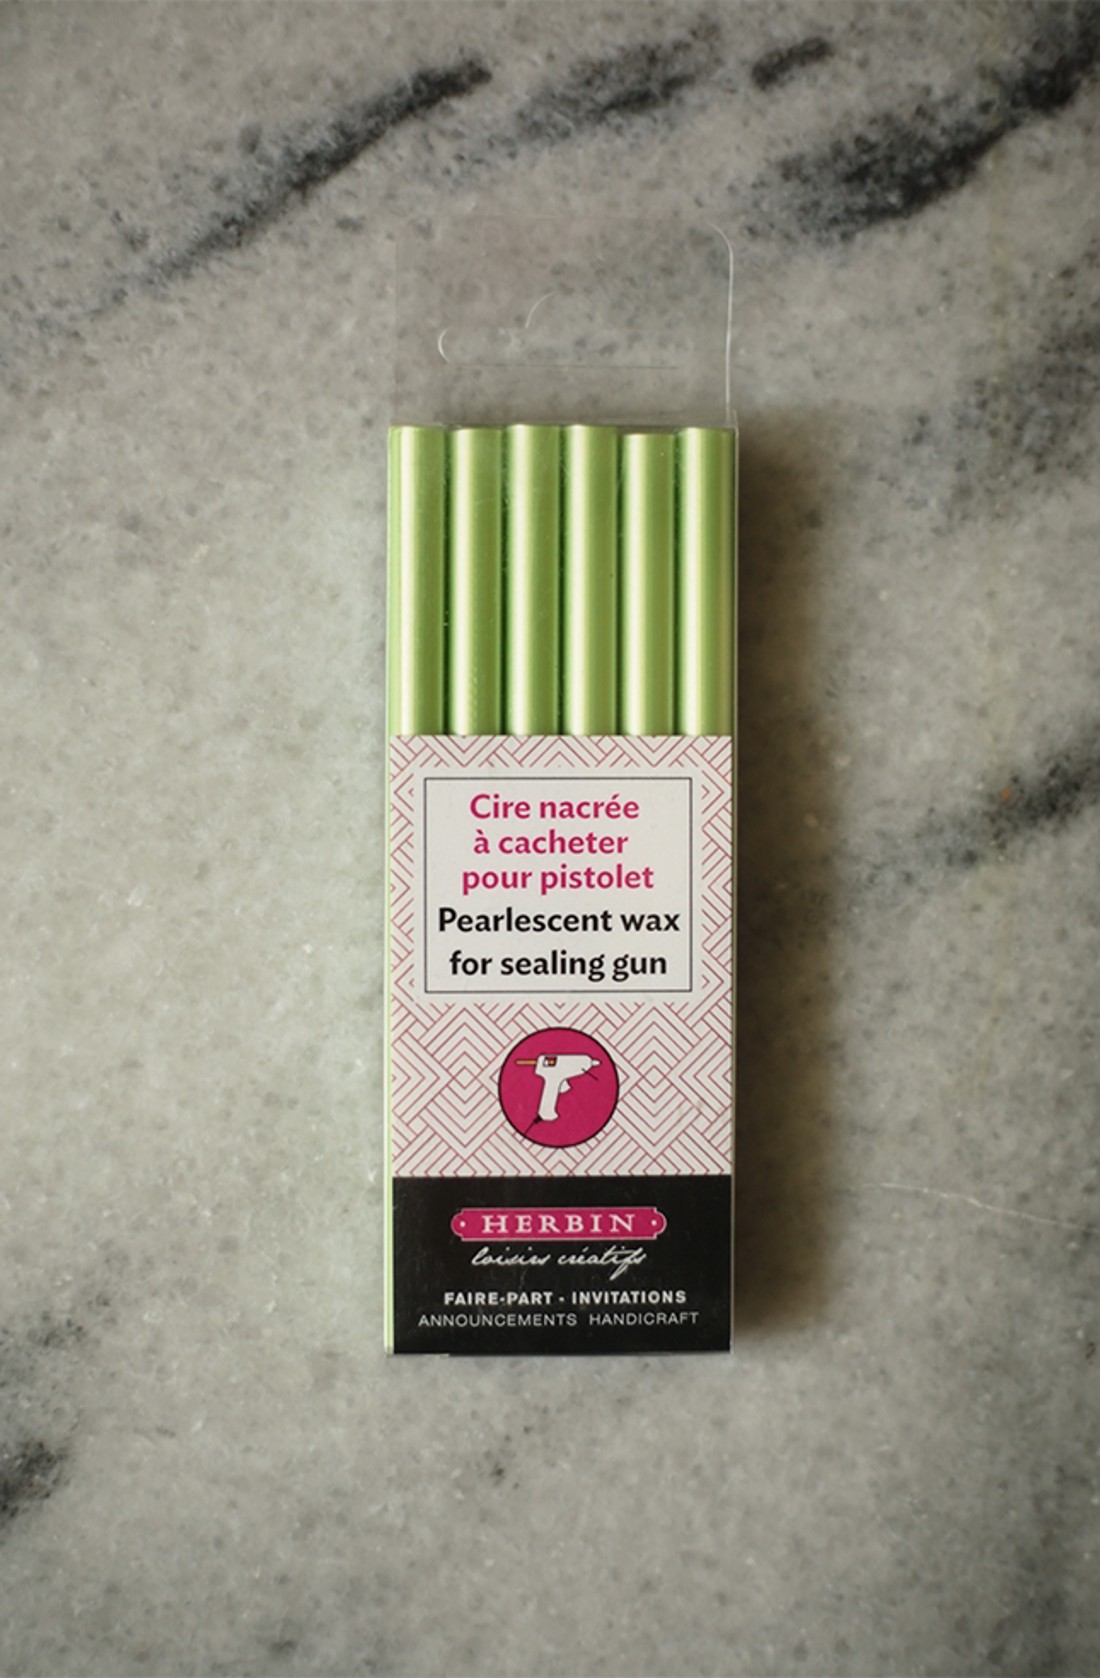 Cire nacrée
à cacheter
pour pistolet
Pearlescent wax
for sealing gun
HERBIN
loisirs créatifs
FAIRE-PART - INVITATIONS
ANNOUNCEMENTS HANDICRAFT